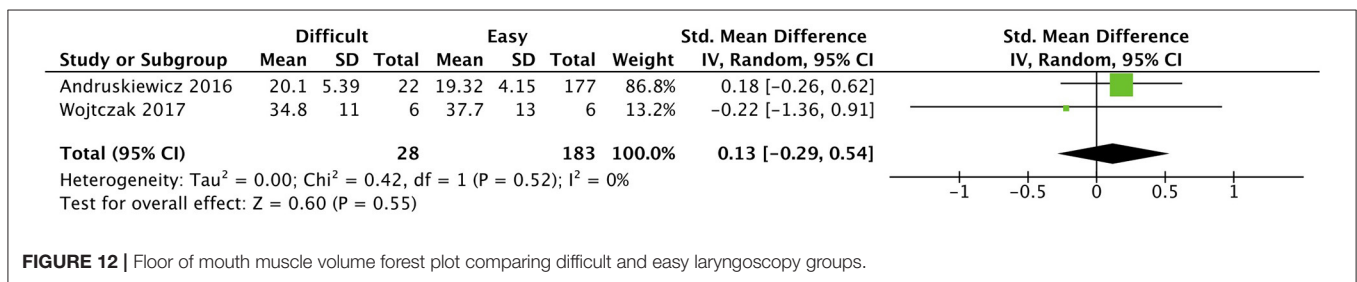 Difficult Easy Std. Mean Difference Std. Mean Difference
Study or Subgroup Mean SD Total Mean SD Total Weight IV, Random, 95% CI IV, Random, 95% CI
Andruskiewicz 2016 20.1 5.39 22 19.32 4.15 177 86.8% 0.18 [-0.26, 0.62]
Wojtczak 2017 34.8 11 6 37.7 13 6 13.2% -0.22 [-1.36, 0.91]
Total (95% CI) 28 183 100.0% 0.13 [-0.29, 0.54]
Heterogeneity: Tau² = 0.00; Chi² = 0.42, df = 1 (P = 0.52); I² = 0%
Test for overall effect: Z = 0.60 (P = 0.55)
-1 -0.5 0 0.5 1
FIGURE 12 | Floor of mouth muscle volume forest plot comparing difficult and easy laryngoscopy groups.